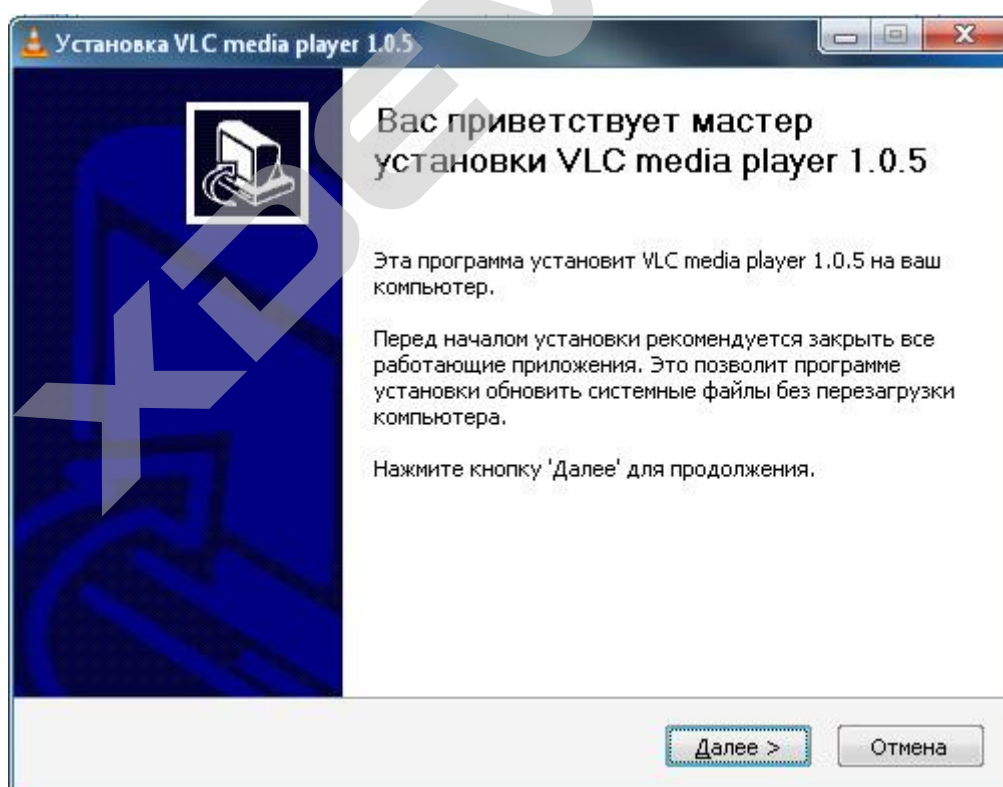 Установка VLC media player 1.0.5
Вас приветствует мастер
установки VLC media player 1.0.5
Эта программа установит VLC media player 1.0.5 на ваш
компьютер.
Перед началом установки рекомендуется закрыть все
работающие приложения. Это позволит программе
установки обновить системные файлы без перезагрузки
компьютера.
Нажмите кнопку 'Далее' для продолжения.
Далее >
Отмена
XDEV